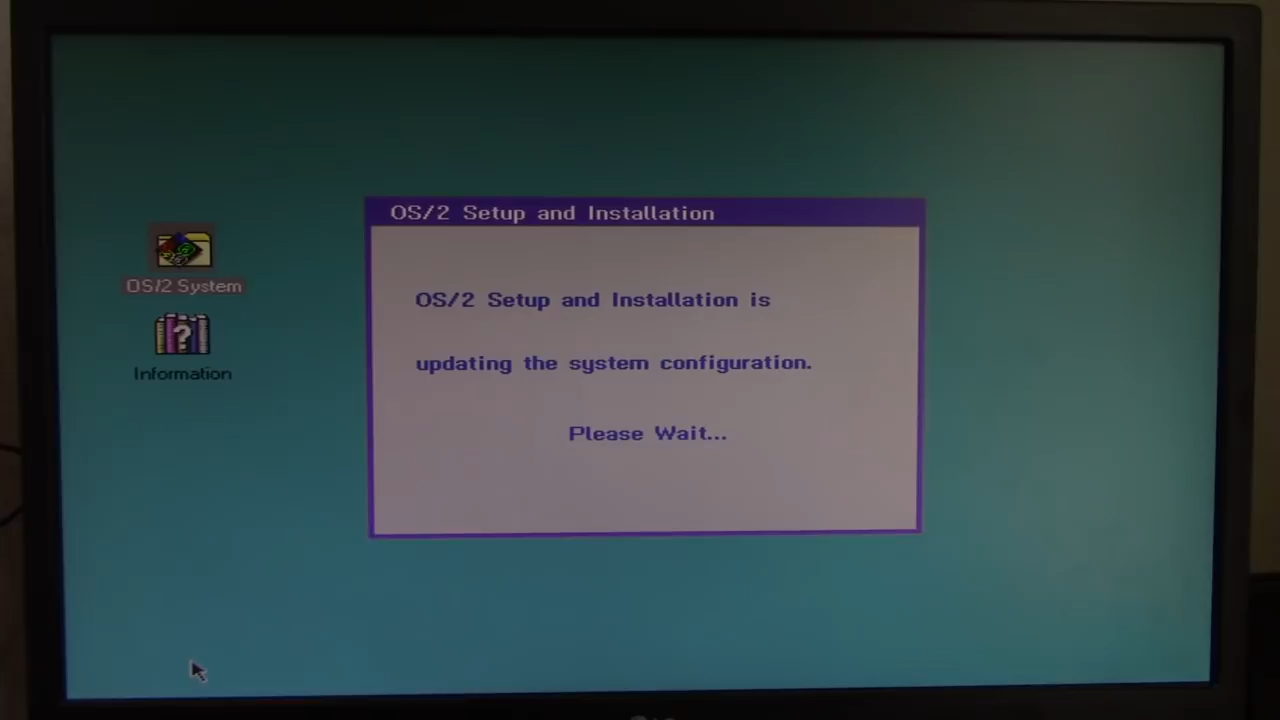 OS/2 Setup and Installation
OS/2 System
Information
OS/2 Setup and Installation is
updating the system configuration.
Please Wait...